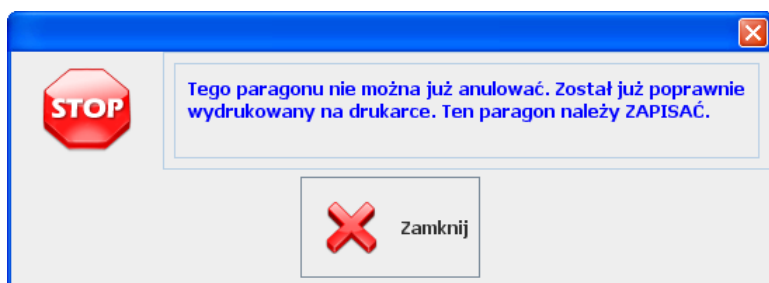 STOP
Tego paragonu nie można już anulować. Został już poprawnie
wydrukowany na drukarce. Ten paragon należy ZAPISAĆ.
Zamknij